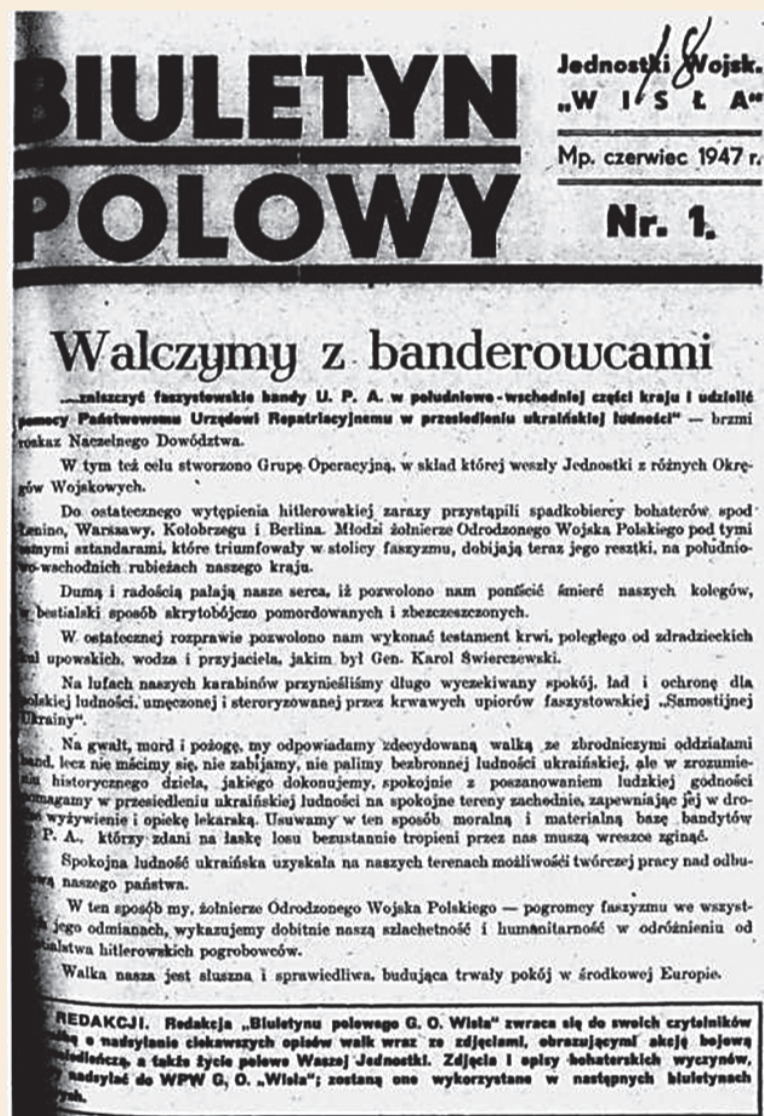 BIULETYN
POLOWY
Jednostki Wojsk.
„WISŁA"
Mp. czerwiec 1947 r.
Nr. 1.
18
Walczymy z banderowcami
„...zniszczyć faszystowskie bandy U. P. A. w południowo-wschodniej części kraju i udzielić
pomocy Państwowemu Urzędowi Repatriacyjnemu w przesiedleniu ukraińskiej ludności" — brzmi
rozkaz Naczelnego Dowództwa.
W tym też celu stworzono Grupę Operacyjną, w skład której weszły Jednostki z różnych Okrę-
gów Wojskowych.
Do ostatecznego wytępienia hitlerowskiej zarazy przystąpili spadkobiercy bohaterów spod
Lenino, Warszawy, Kołobrzegu i Berlina. Młodzi żołnierze Odrodzonego Wojska Polskiego pod tymi
samymi sztandarami, które triumfowały w stolicy faszyzmu, dobijają teraz jego resztki, na południo-
wo-wschodnich rubieżach naszego kraju.
Dumą i radością pałają nasze serca, iż pozwolono nam pomścić śmierć naszych kolegów,
w bestialski sposób skrytobójczo pomordowanych i zbezczeszczonych.
W ostatecznej rozprawie pozwolono nam wykonać testament krwi, poległego od zdradzieckich
kul upowskich, wodza i przyjaciela, jakim był Gen. Karol Świerczewski.
Na lufach naszych karabinów przynieśliśmy długo wyczekiwany spokój, ład i ochronę dla
polskiej ludności, umęczonej i steroryzowanej przez krwawych upiorów faszystowskiej „Samostijnej
Ukrainy".
Na gwałt, mord i pożogę, my odpowiadamy zdecydowaną walką ze zbrodniczymi oddziałami
band, lecz nie mścimy się, nie zabijamy, nie palimy bezbronnej ludności ukraińskiej, ale w zrozumie-
niu historycznego dzieła, jakiego dokonujemy, spokojnie z poszanowaniem ludzkiej godności
pomagamy w przesiedleniu ukraińskiej ludności na spokojne tereny zachodnie, zapewniając jej w dro-
wyżywienie i opiekę lekarską. Usuwamy w ten sposób moralną i materialną bazę bandytów
P. A., którzy zdani na łaskę losu bezustannie tropieni przez nas muszą wreszcie zginąć.
Spokojna ludność ukraińska uzyskała na naszych terenach możliwości twórczej pracy nad odbu-
dową naszego państwa.
W ten sposób my, żołnierze Odrodzonego Wojska Polskiego — pogromcy faszyzmu we wszyst-
jego odmianach, wykazujemy dobitnie naszą szlachetność i humanitarność w odróżnieniu od
hitlerowskich pogrobowców.
Walka nasza jest słuszna i sprawiedliwa, budująca trwały pokój w środkowej Europie.
REDAKCJI. Redakcja „Biuletynu polowego G. O. Wisła" zwraca się do swoich czytelników
o nadsyłanie ciekawszych opisów walk wraz ze zdjęciami, obrazującymi akcję bojową
a także życie polowe Waszej Jednostki. Zdjęcia i opisy bohaterskich wyczynów,
nadsyłać do WPW G. O. „Wisła"; zostaną one wykorzystane w następnych biuletynach